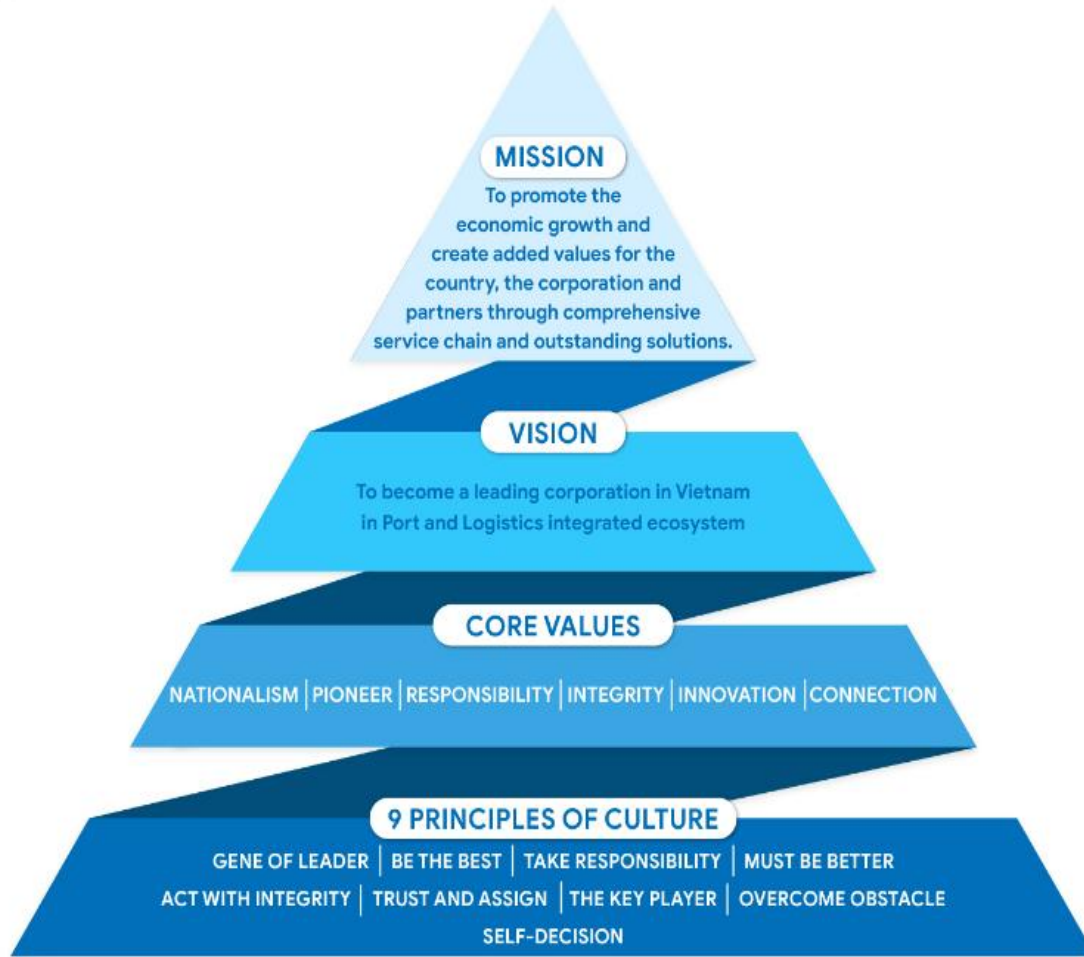 MISSION
To promote the
economic growth and
create added values for the
country, the corporation and
partners through comprehensive
service chain and outstanding solutions.
VISION
To become a leading corporation in Vietnam
in Port and Logistics integrated ecosystem
CORE VALUES
NATIONALISM | PIONEER | RESPONSIBILITY | INTEGRITY | INNOVATION | CONNECTION
9 PRINCIPLES OF CULTURE
GENE OF LEADER | BE THE BEST | TAKE RESPONSIBILITY | MUST BE BETTER
ACT WITH INTEGRITY | TRUST AND ASSIGN | THE KEY PLAYER | OVERCOME OBSTACLE
SELF-DECISION